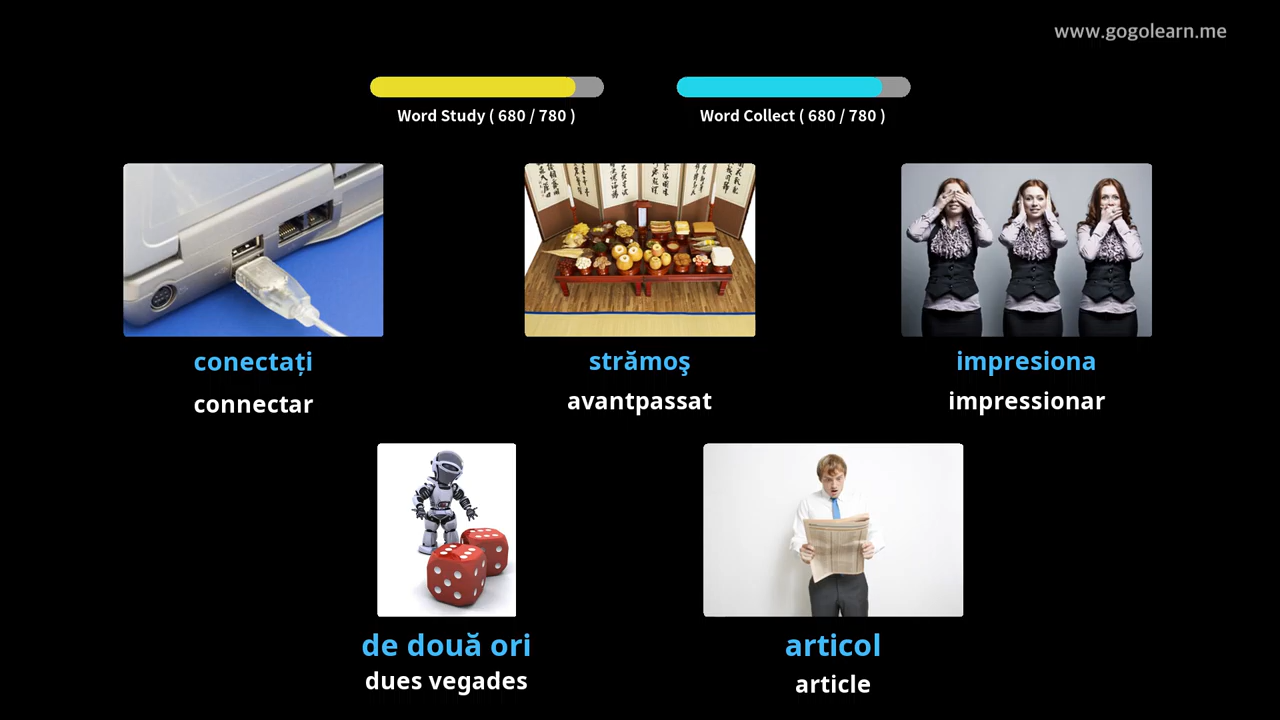 www.gogolearn.me
Word Study ( 680 / 780 )
Word Collect ( 680 / 780 )
conectați
connectar
strămoş
avantpassat
impresiona
impressionar
de două ori
dues vegades
articol
article